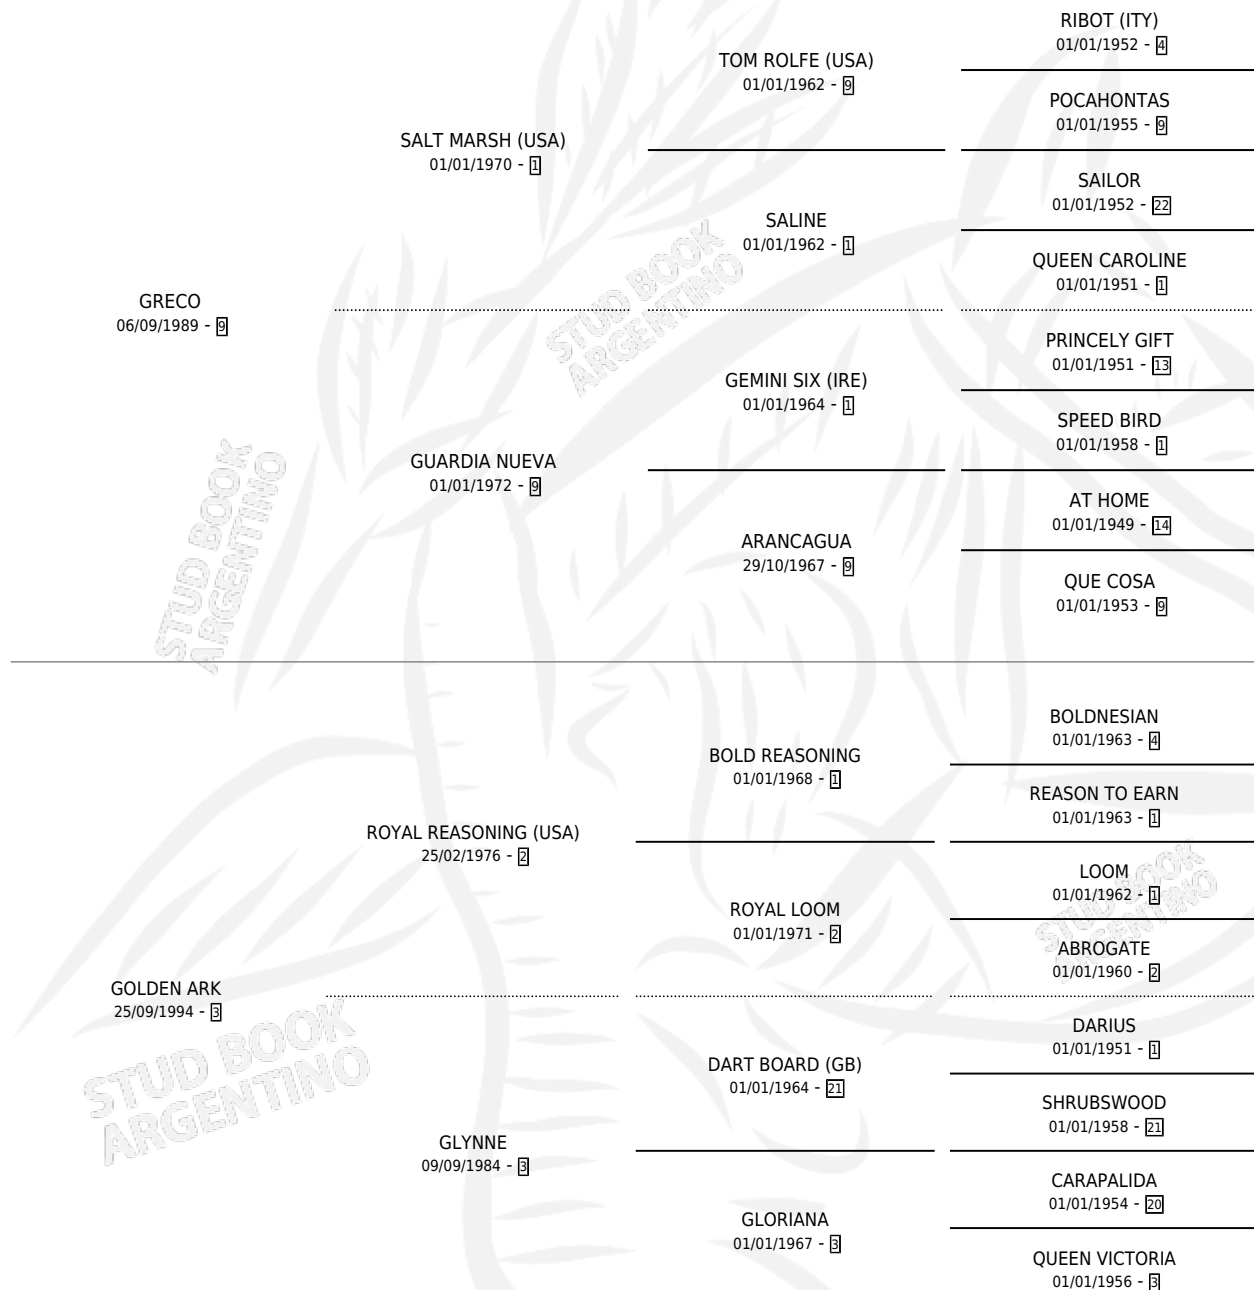 RIBOT (ITY)
01/01/1952 - 4
TOM ROLFE (USA)
01/01/1962 - 9
POCAHONTAS
01/01/1955 - 9
SALT MARSH (USA)
01/01/1970 - 1
SAILOR
01/01/1952 - 22
SALINE
01/01/1962 - 1
QUEEN CAROLINE
01/01/1951 - 1
GRECO
06/09/1989 - 9
STUD BOOK
ARGENTINO
PRINCELY GIFT
01/01/1951 - 13
GEMINI SIX (IRE)
01/01/1964 - 1
SPEED BIRD
01/01/1958 - 1
GUARDIA NUEVA
01/01/1972 - 9
AT HOME
01/01/1949 - 14
ARANCAGUA
29/10/1967 - 9
QUE COSA
01/01/1953 - 9
STUD BOOK
ARGENTINO
BOLDNESIAN
01/01/1963 - 4
BOLD REASONING
01/01/1968 - 1
REASON TO EARN
01/01/1963 - 1
ROYAL REASONING (USA)
25/02/1976 - 2
LOOM
01/01/1962 - 1
ROYAL LOOM
01/01/1971 - 2
STUD BOOK
ARGENTINO
ABROGATE
01/01/1960 - 2
GOLDEN ARK
25/09/1994 - 3
DARIUS
01/01/1951 - 1
STUD BOOK
ARGENTINO
DART BOARD (GB)
01/01/1964 - 21
SHRUBSWOOD
01/01/1958 - 21
GLYNNE
09/09/1984 - 3
CARAPALIDA
01/01/1954 - 20
GLORIANA
01/01/1967 - 3
QUEEN VICTORIA
01/01/1956 - 3